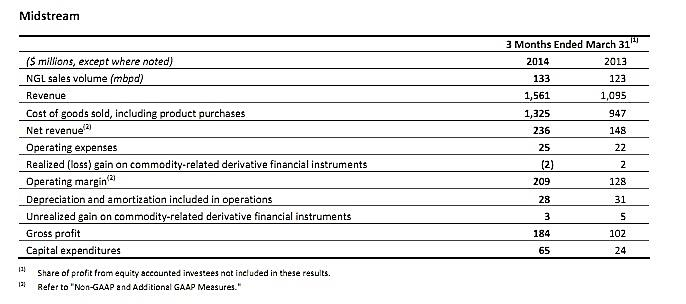 Midstream
3 Months Ended March 31(1)
($ millions, except where noted) 2014 2013
NGL sales volume (mbpd) 133 123
Revenue 1,561 1,095
Cost of goods sold, including product purchases 1,325 947
Net revenue(2) 236 148
Operating expenses 25 22
Realized (loss) gain on commodity-related derivative financial instruments (2) 2
Operating margin(2) 209 128
Depreciation and amortization included in operations 28 31
Unrealized gain on commodity-related derivative financial instruments 3 5
Gross profit 184 102
Capital expenditures 65 24
(1) Share of profit from equity accounted investees not included in these results.
(2) Refer to "Non-GAAP and Additional GAAP Measures."